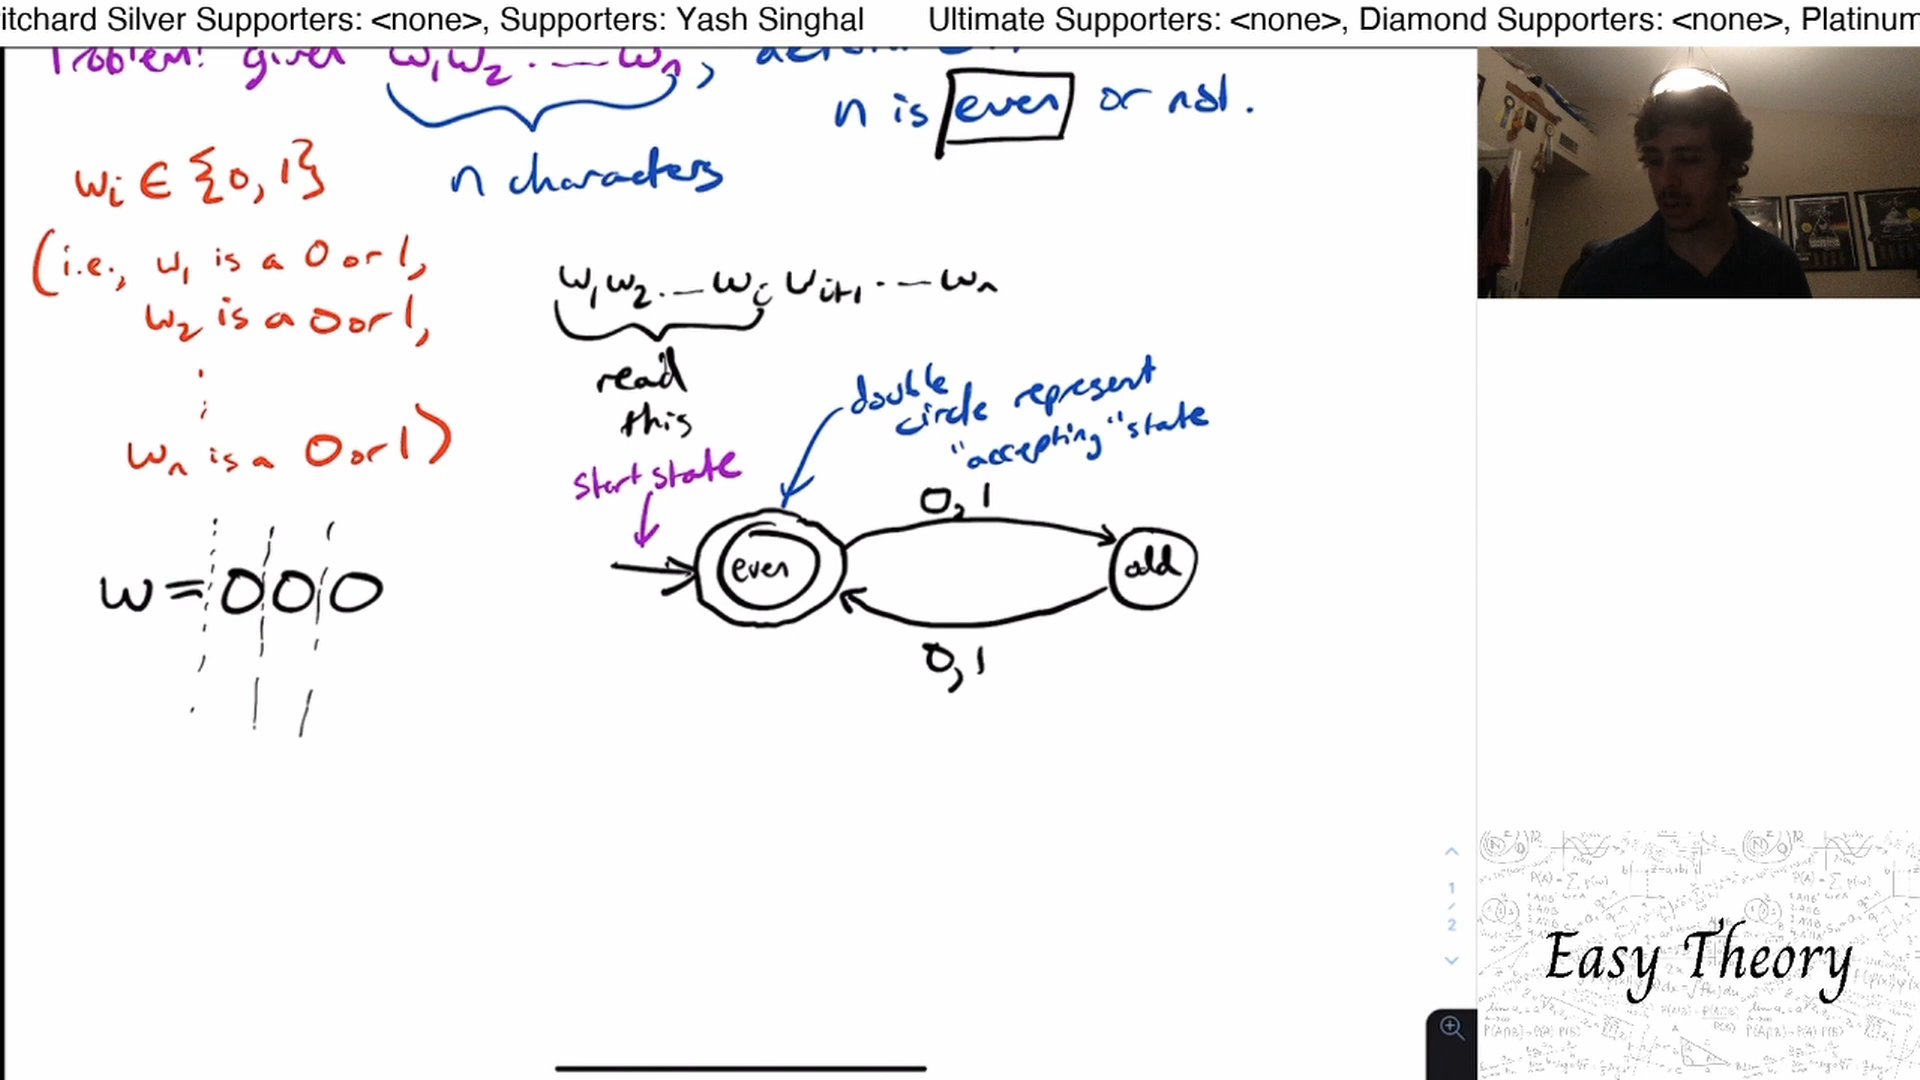 itchard Silver Supporters: <none>, Supporters: Yash Singhal Ultimate Supporters: <none>, Diamond Supporters: <none>, Platinum
Problem: given w₁w₂...wₙ,
n is even or not.
n characters
wᵢ ∈ {0,1}
(i.e., w₁ is a 0 or 1,
w₂ is a 0 or 1,
⋮
wₙ is a 0 or 1)
w₁w₂...wᵢ wᵢ₊₁...wₙ
read
this
double
circle represent
"accepting" state
start state
0,1
even
odd
0,1
w=000
1
/
2
Easy Theory